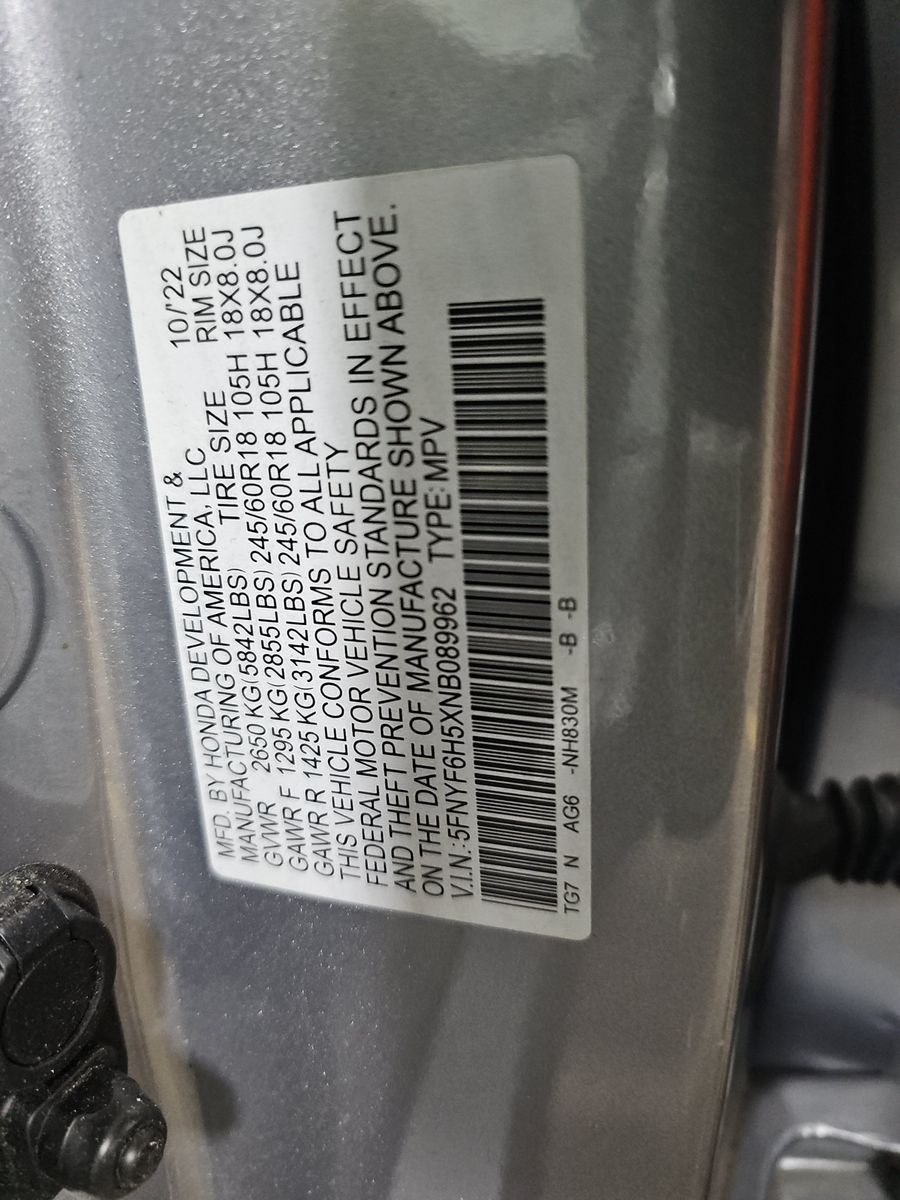 MFD. BY HONDA DEVELOPMENT &
MANUFACTURING OF AMERICA, LLC 10/'22
GVWR 2650 KG(5842LBS) TIRE SIZE RIM SIZE
GAWR F 1295 KG(2855LBS) 245/60R18 105H 18X8.0J
GAWR R 1425 KG(3142LBS) 245/60R18 105H 18X8.0J
THIS VEHICLE CONFORMS TO ALL APPLICABLE
FEDERAL MOTOR VEHICLE SAFETY
AND THEFT PREVENTION STANDARDS IN EFFECT
ON THE DATE OF MANUFACTURE SHOWN ABOVE.
V.I.N.:5FNYF6H5XNB089962 TYPE:MPV
TG7 N AG6 -NH830M -B -B